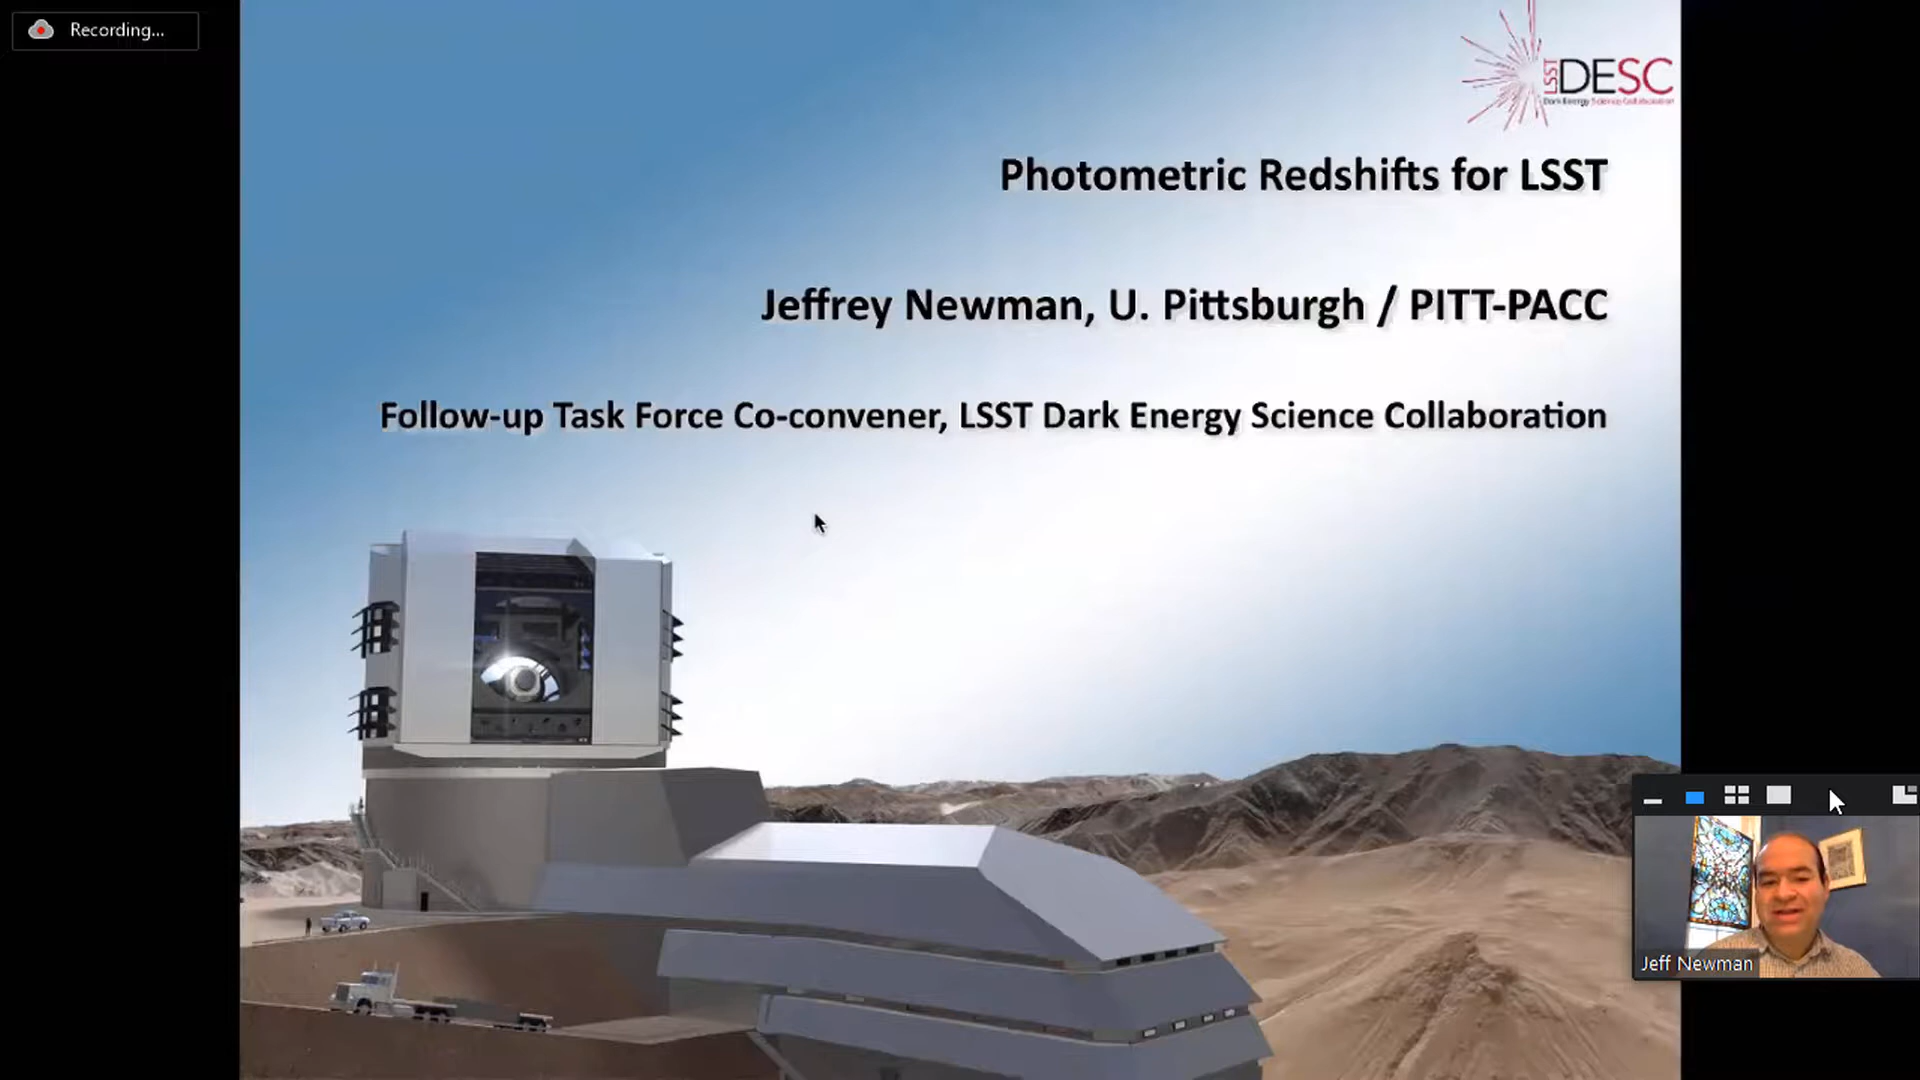 Recording...
LSST DESC
Dark Energy Science Collaboration
Photometric Redshifts for LSST
Jeffrey Newman, U. Pittsburgh / PITT-PACC
Follow-up Task Force Co-convener, LSST Dark Energy Science Collaboration
Jeff Newman